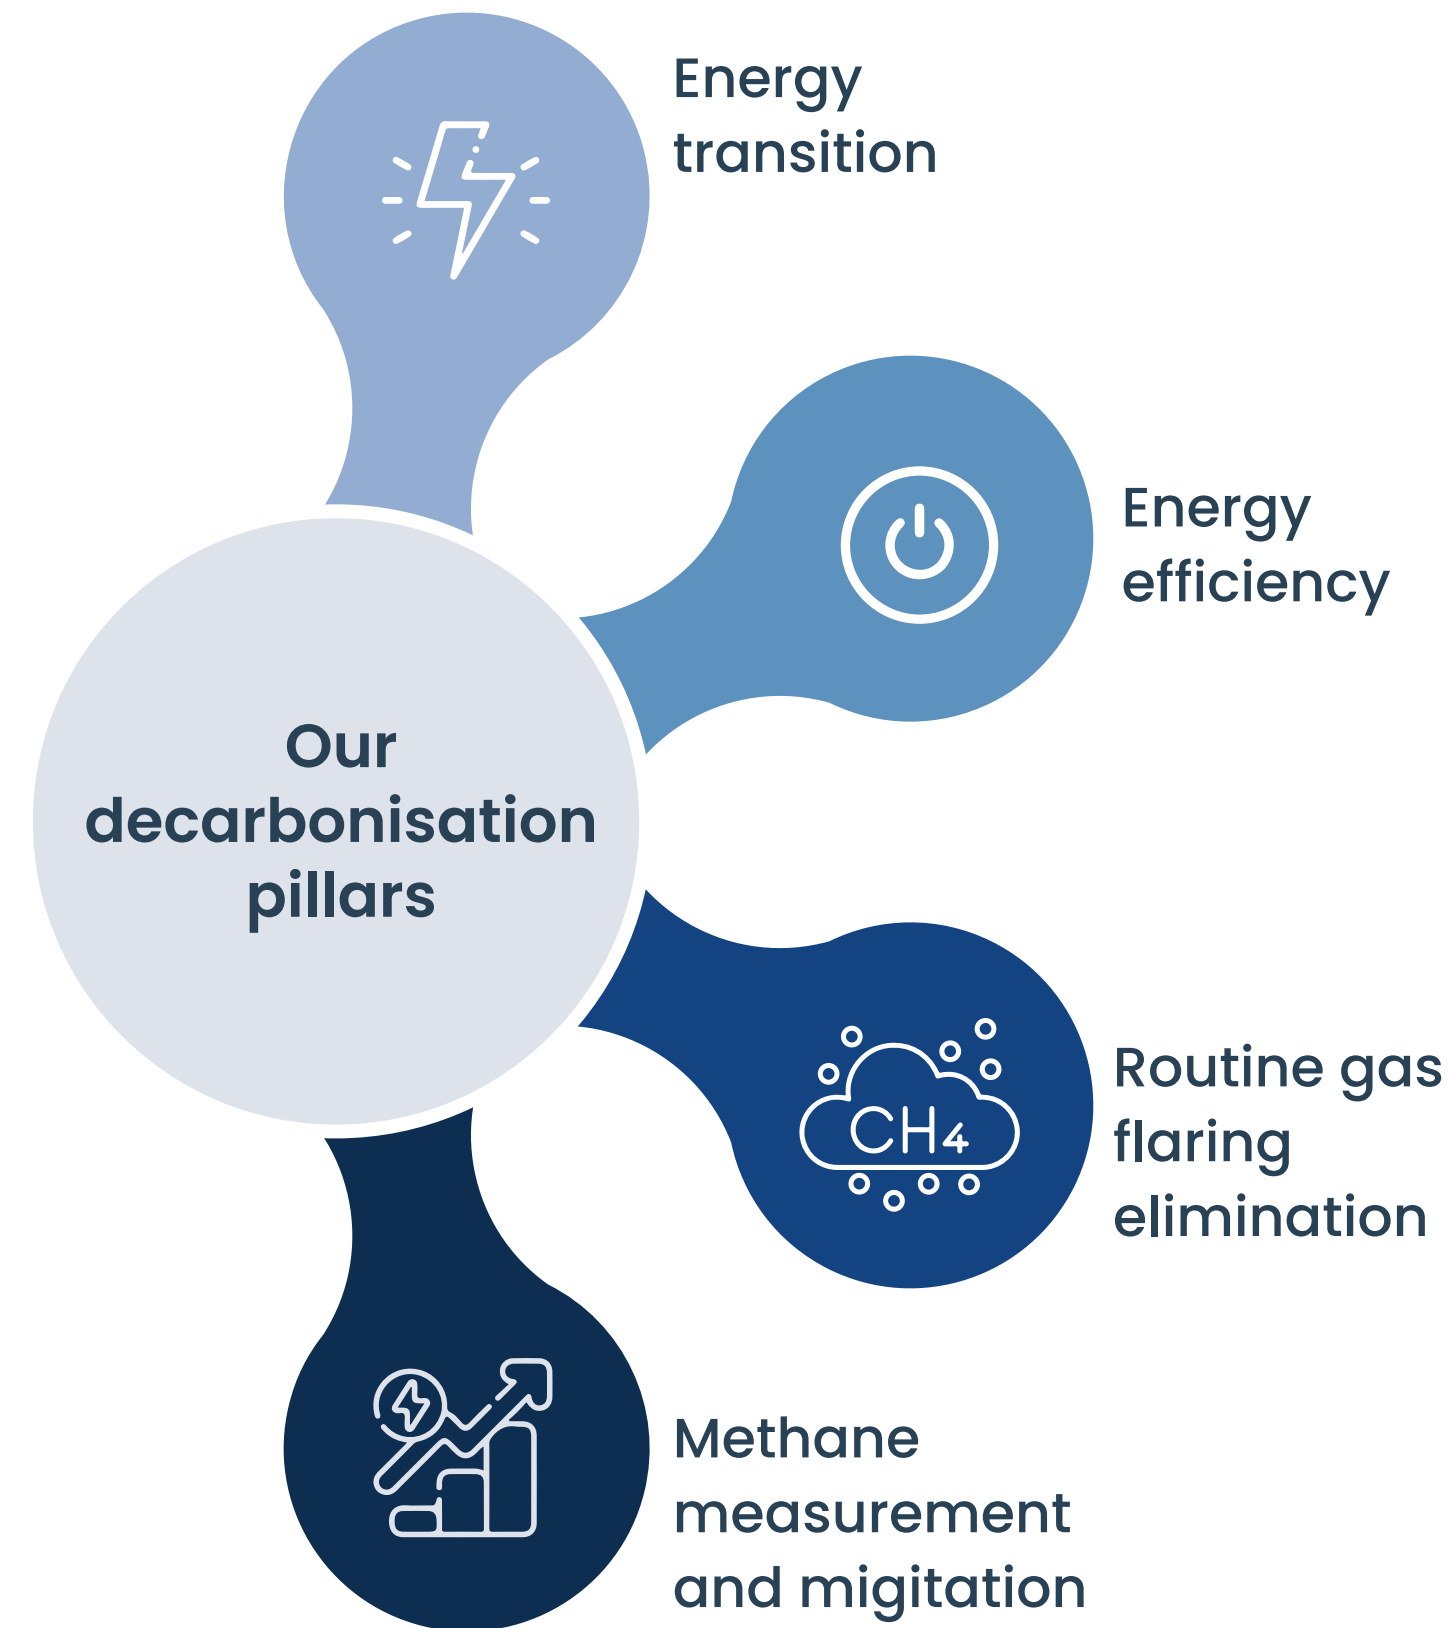 Energy
transition
Energy
efficiency
Our
decarbonisation
pillars
Routine gas
flaring
elimination
CH4
Methane
measurement
and migitation